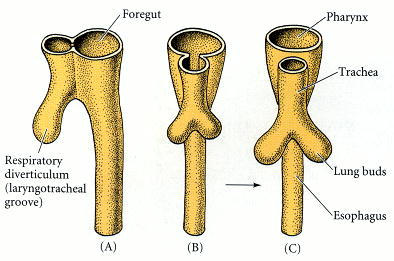 Foregut
Pharynx
Trachea
Respiratory
diverticulum
(laryngotracheal
groove)
Lung buds
Esophagus
(A)
(B)
(C)